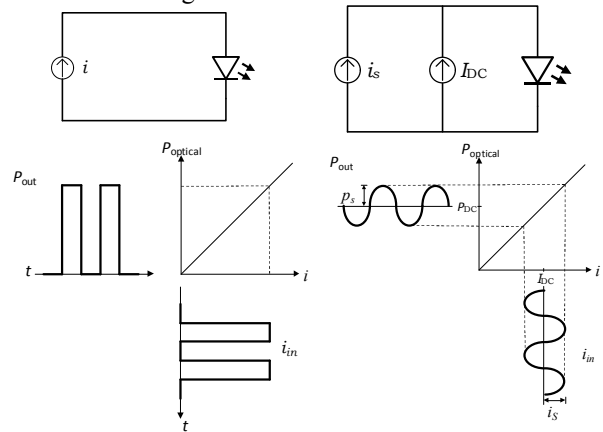 i
i_s
I_DC
P_out
P_optical
t
i
i_in
t
P_out
p_s
P_DC
P_optical
i
I_DC
i_in
i_S